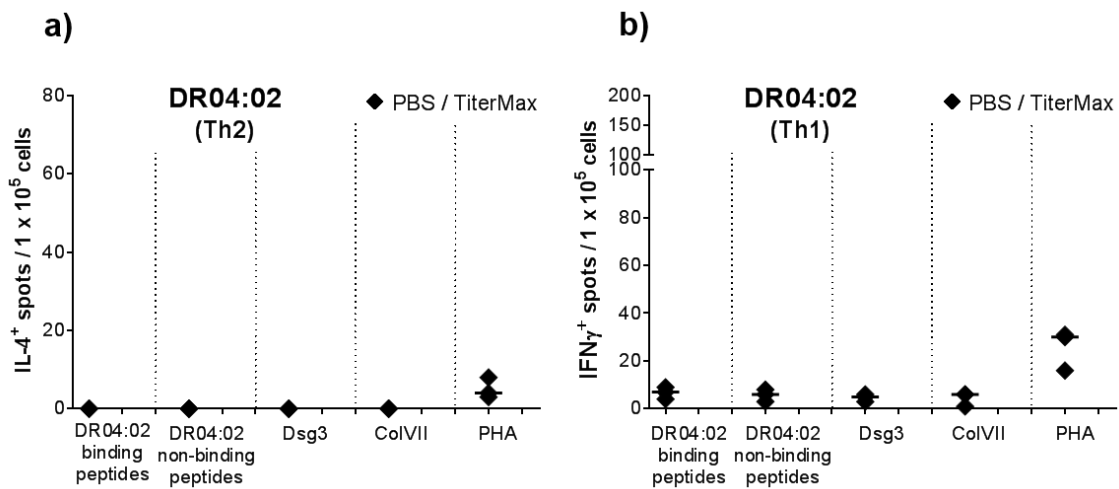 a)
DR04:02
(Th2)
PBS / TiterMax
IL-4+ spots / 1 x 10^5 cells
80
60
40
20
0
DR04:02
binding
peptides
DR04:02
non-binding
peptides
Dsg3
ColVII
PHA
b)
DR04:02
(Th1)
PBS / TiterMax
IFNγ+ spots / 1 x 10^5 cells
200
150
100
100
80
60
40
20
0
DR04:02
binding
peptides
DR04:02
non-binding
peptides
Dsg3
ColVII
PHA